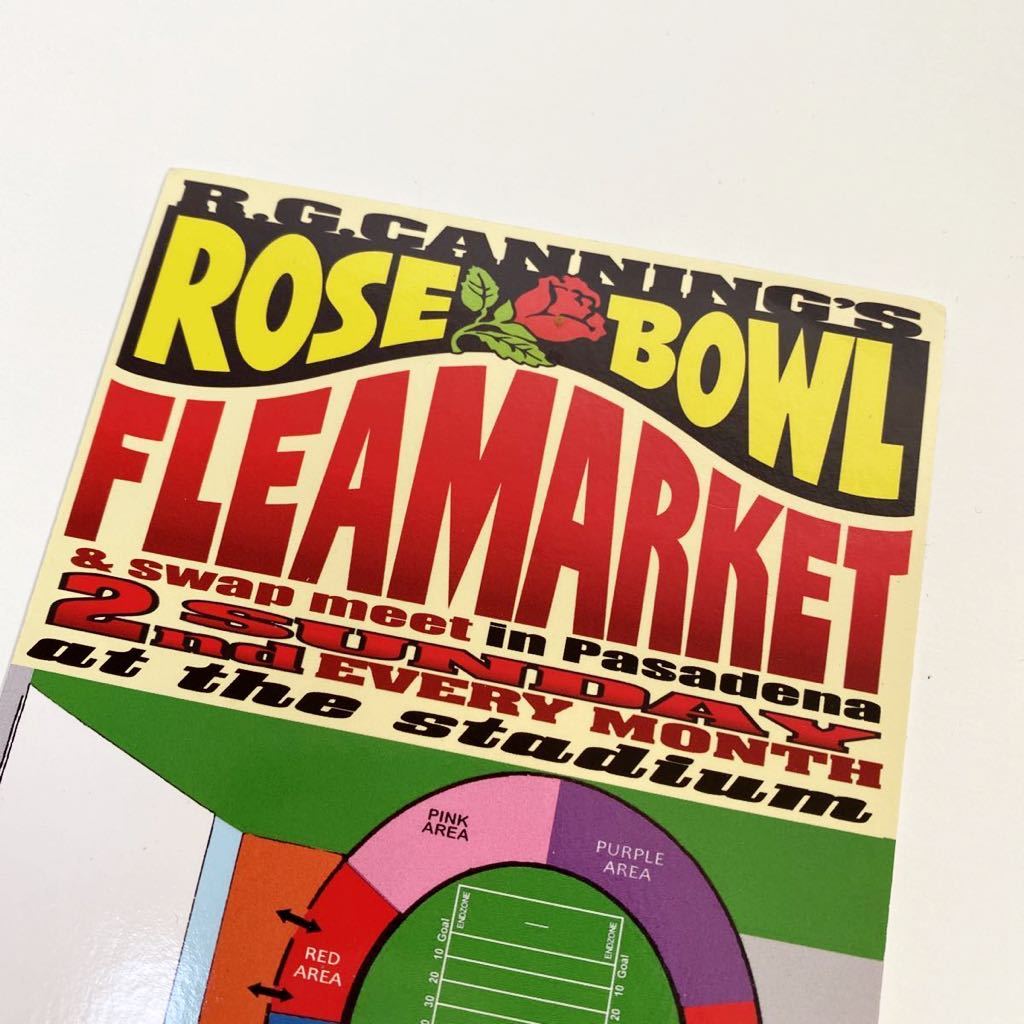 R.G.CANNING'S
ROSE BOWL
FLEAMARKET
& swap meet in Pasadena
2nd SUNDAY
EVERY MONTH
at the stadium
PINK
AREA
PURPLE
AREA
RED
AREA
ENDZONE
ENDZONE
Goal
Goal
10
10
20
20
30